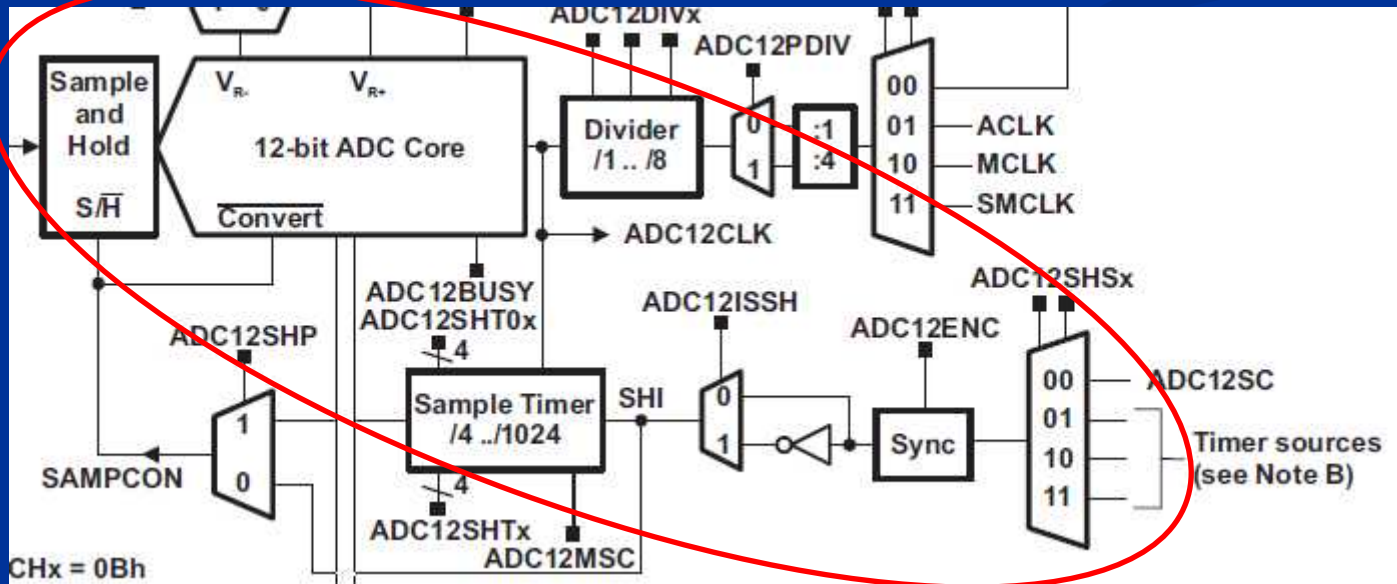 ADC12DIVx
ADC12PDIV
Sample
and
Hold
S/H
VR-
VR+
12-bit ADC Core
Convert
Divider
/1 .. /8
0
1
:1
:4
00
01
10
11
ACLK
MCLK
SMCLK
ADC12CLK
ADC12BUSY
ADC12SHT0x
4
ADC12SHP
1
0
SAMPCON
Sample Timer
/4 ../1024
SHI
4
ADC12SHTx
ADC12MSC
ADC12ISSH
0
1
ADC12ENC
Sync
ADC12SHSx
00
01
10
11
ADC12SC
Timer sources
(see Note B)
CHx = 0Bh